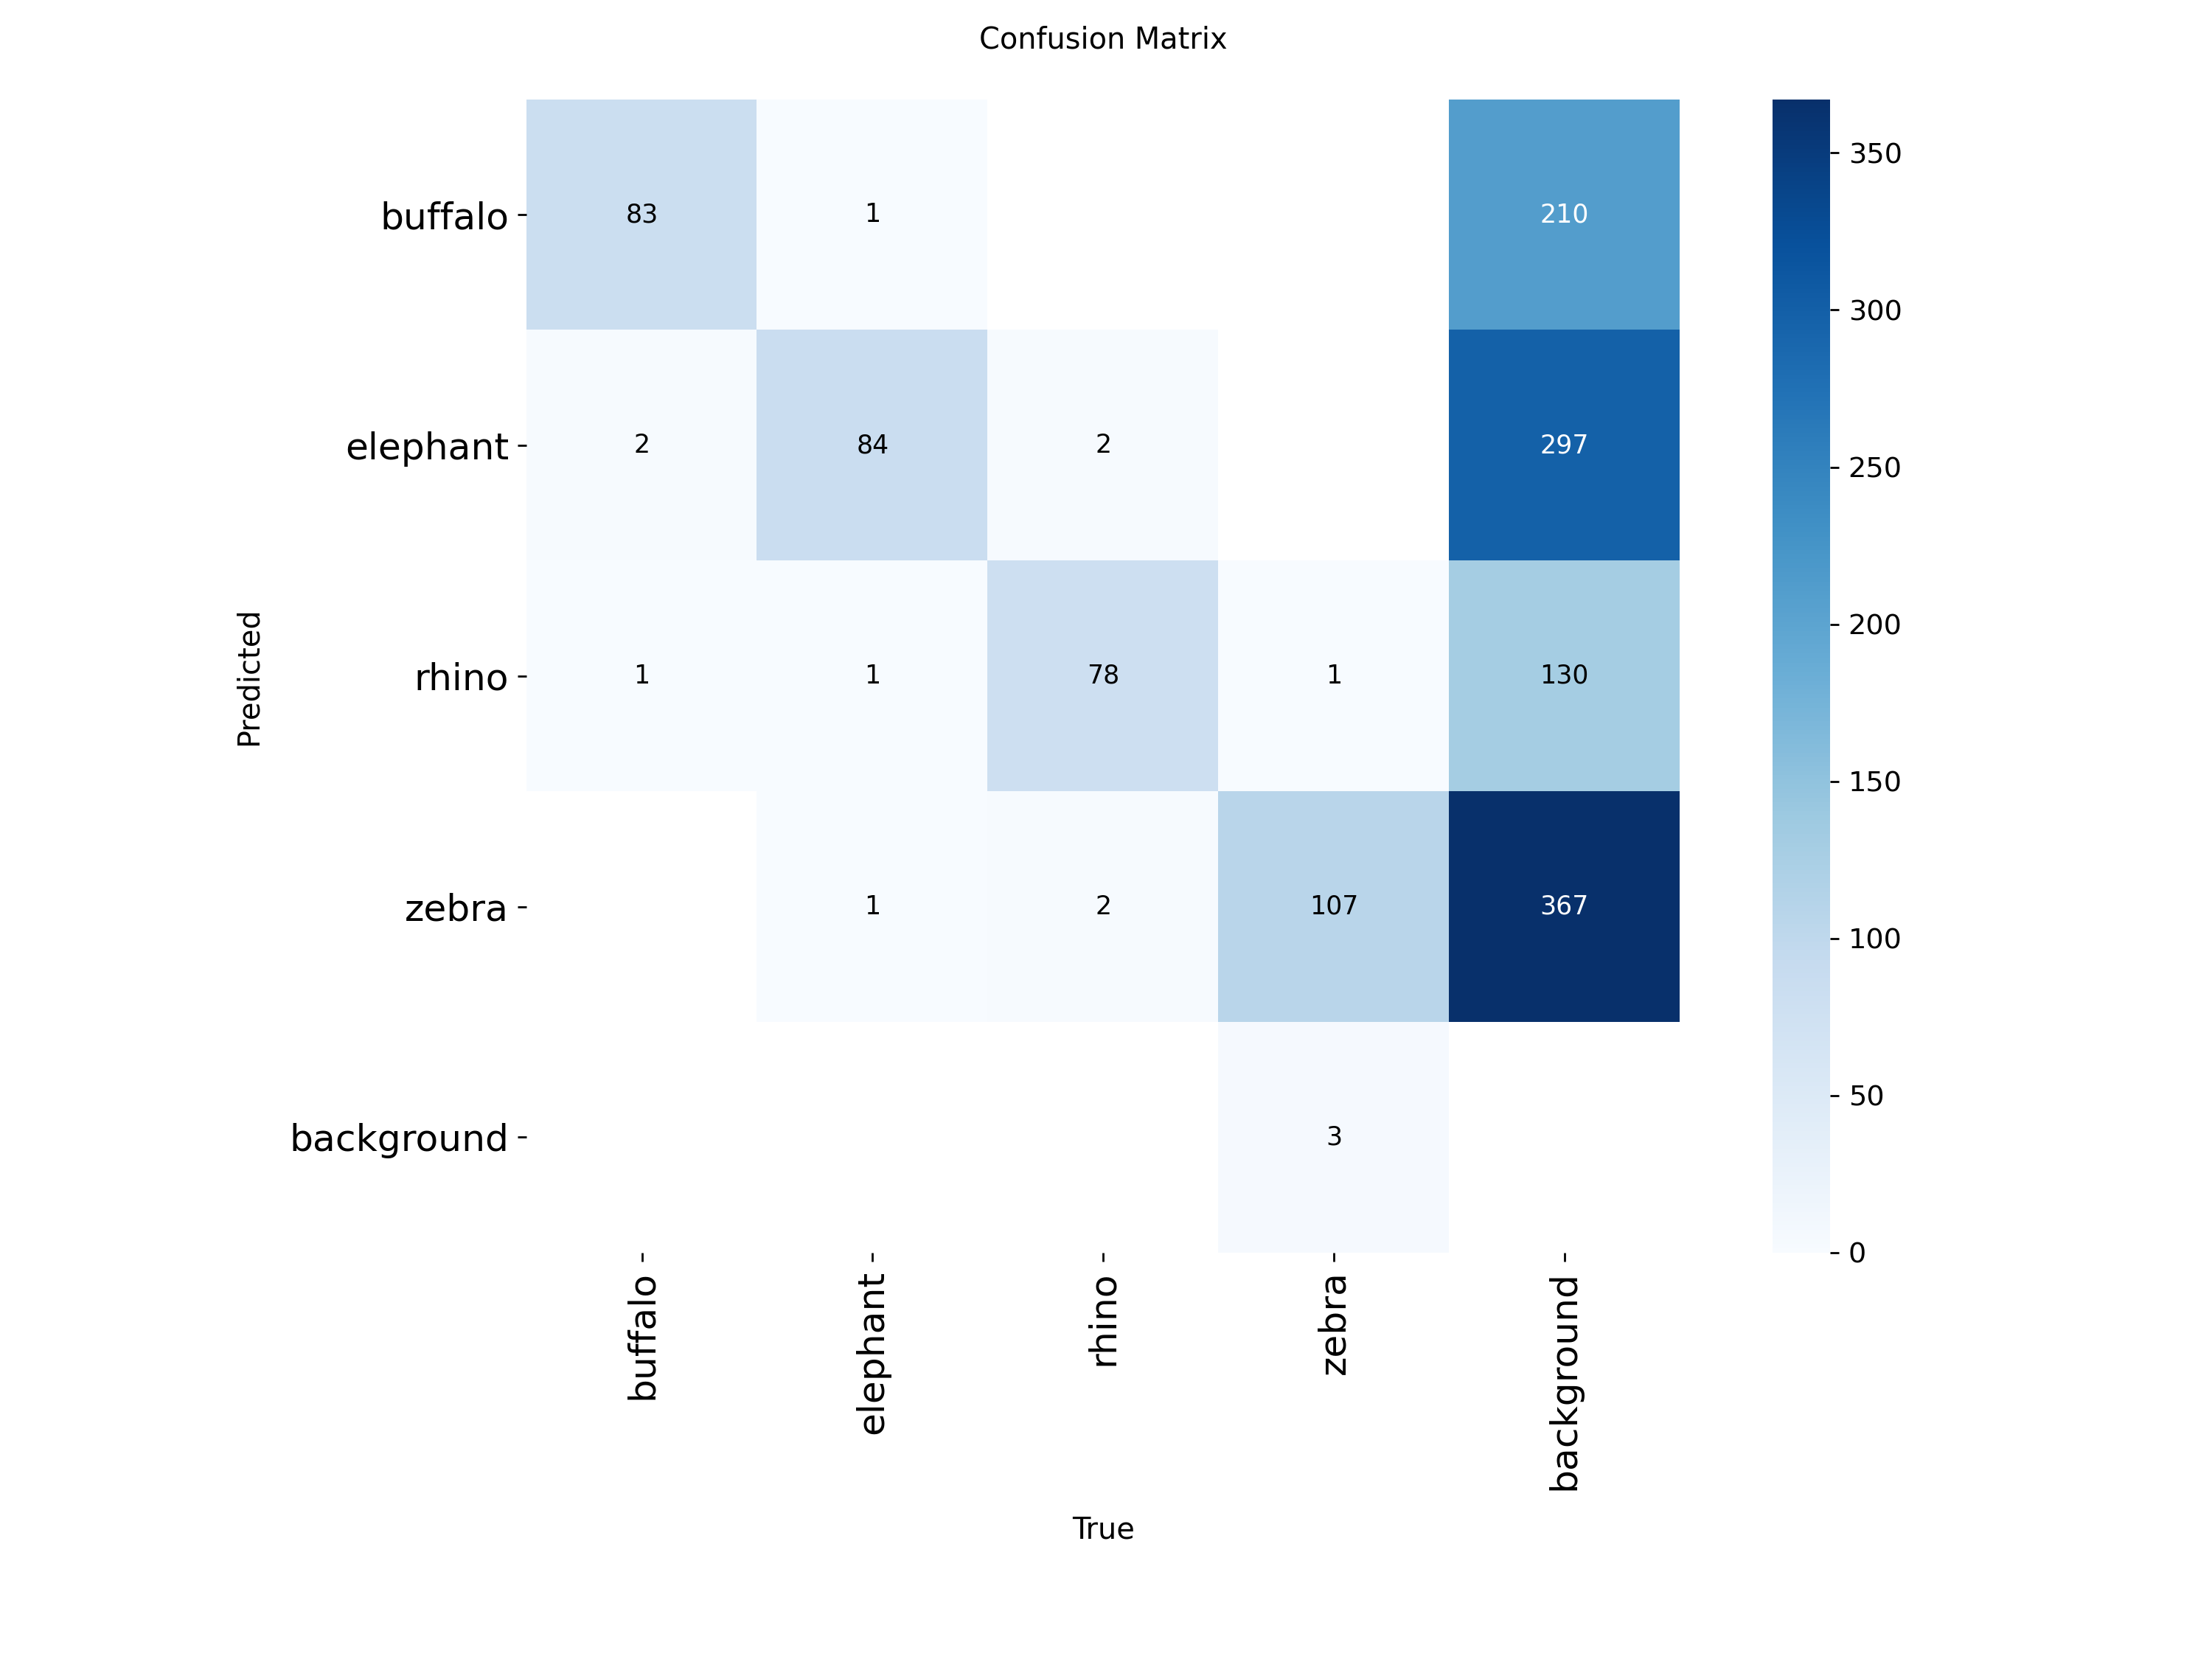 Confusion Matrix
buffalo 83 1 210
elephant 2 84 2 297
rhino 1 1 78 1 130
zebra 1 2 107 367
background 3
Predicted
buffalo elephant rhino zebra background
True
350
300
250
200
150
100
50
0